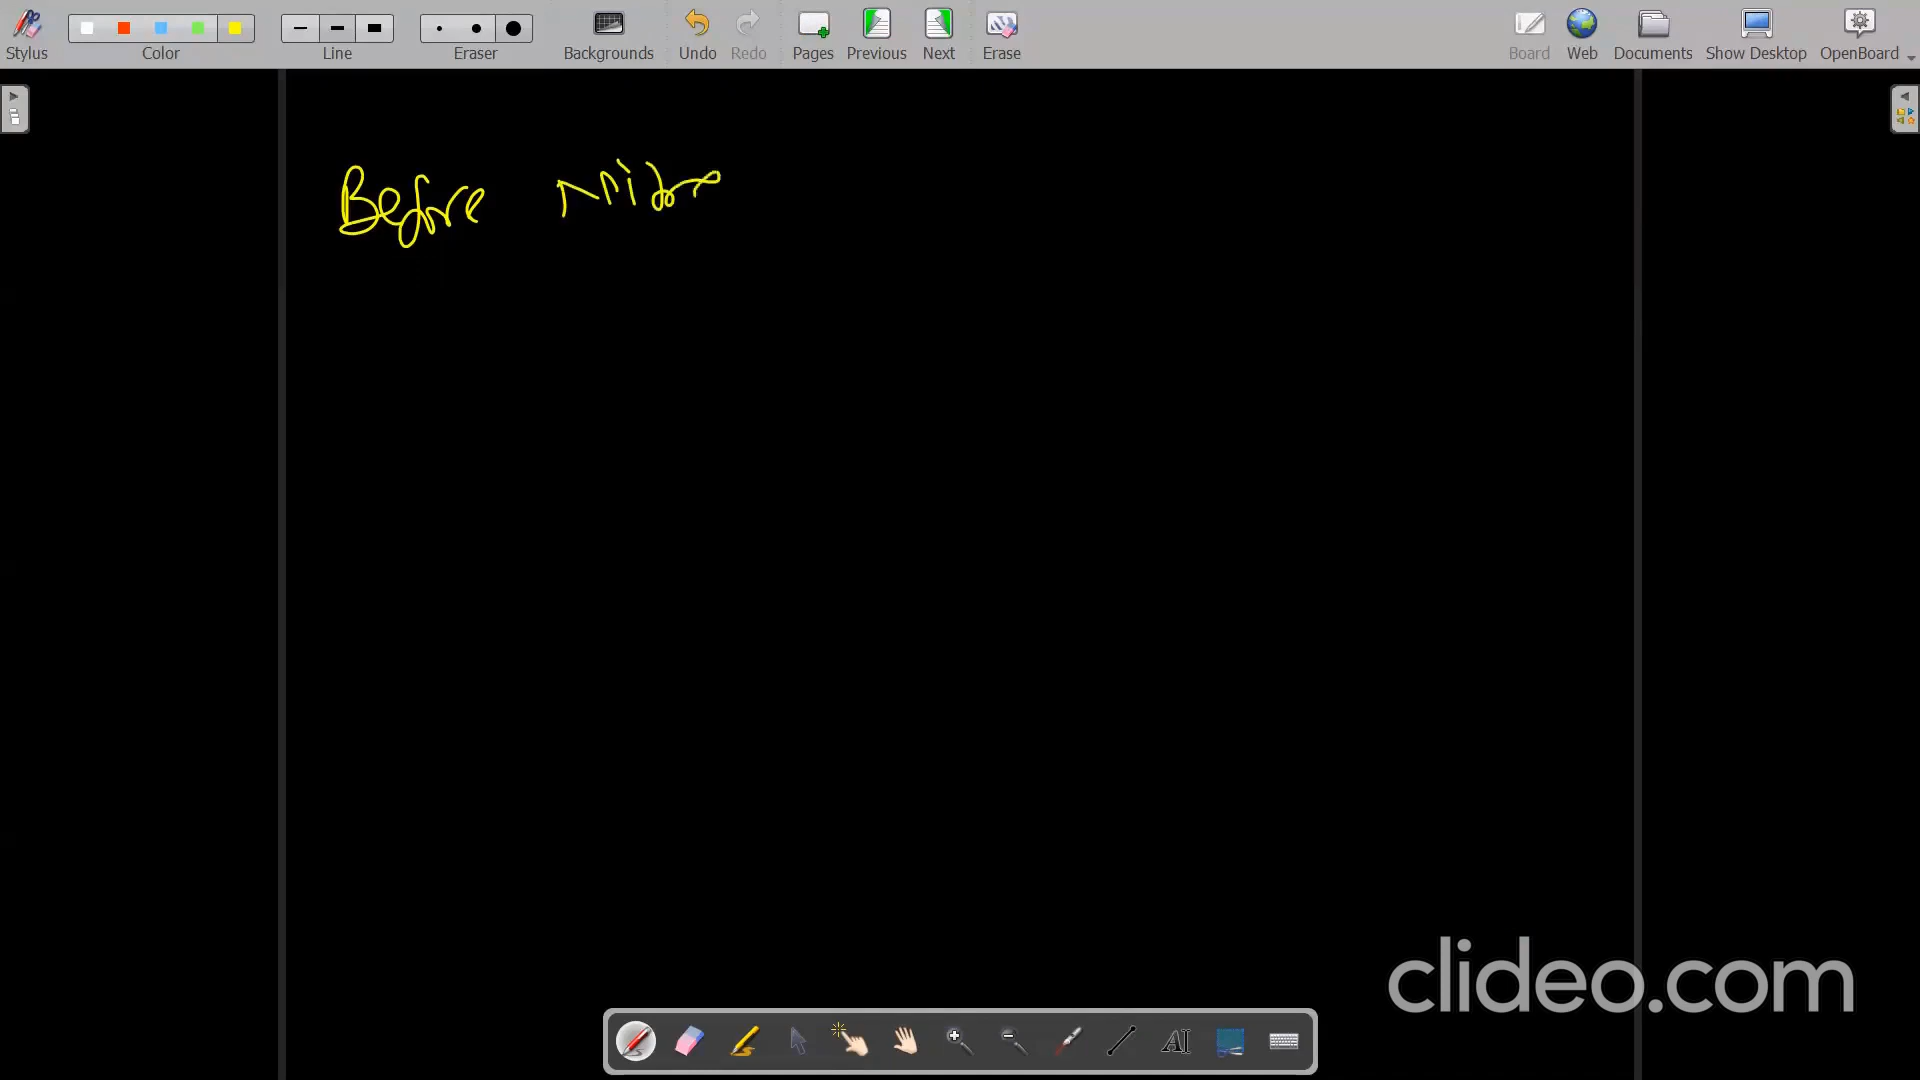 Stylus Color Line Eraser Backgrounds Undo Redo Pages Previous Next Erase Board Web Documents Show Desktop OpenBoard
Before
clideo.com
AI